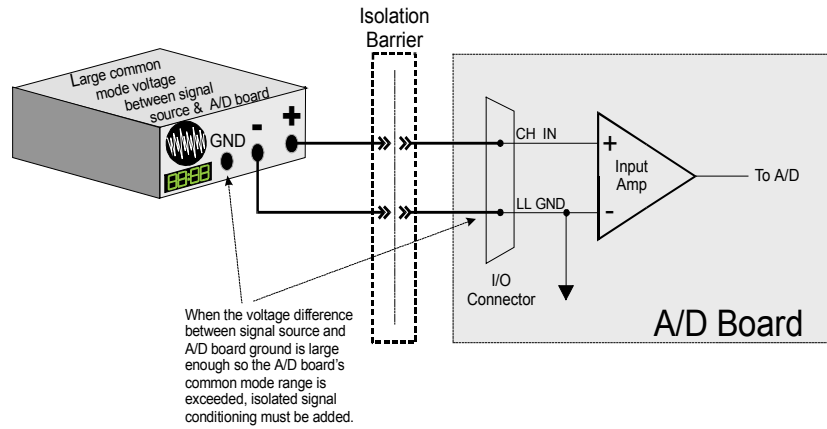 Isolation
Barrier
Large common
mode voltage
between signal
source & A/D board
GND
-
+
88:88
CH IN
+
Input
Amp
To A/D
LL GND
-
I/O
Connector
When the voltage difference
between signal source and
A/D board ground is large
enough so the A/D board's
common mode range is
exceeded, isolated signal
conditioning must be added.
A/D Board